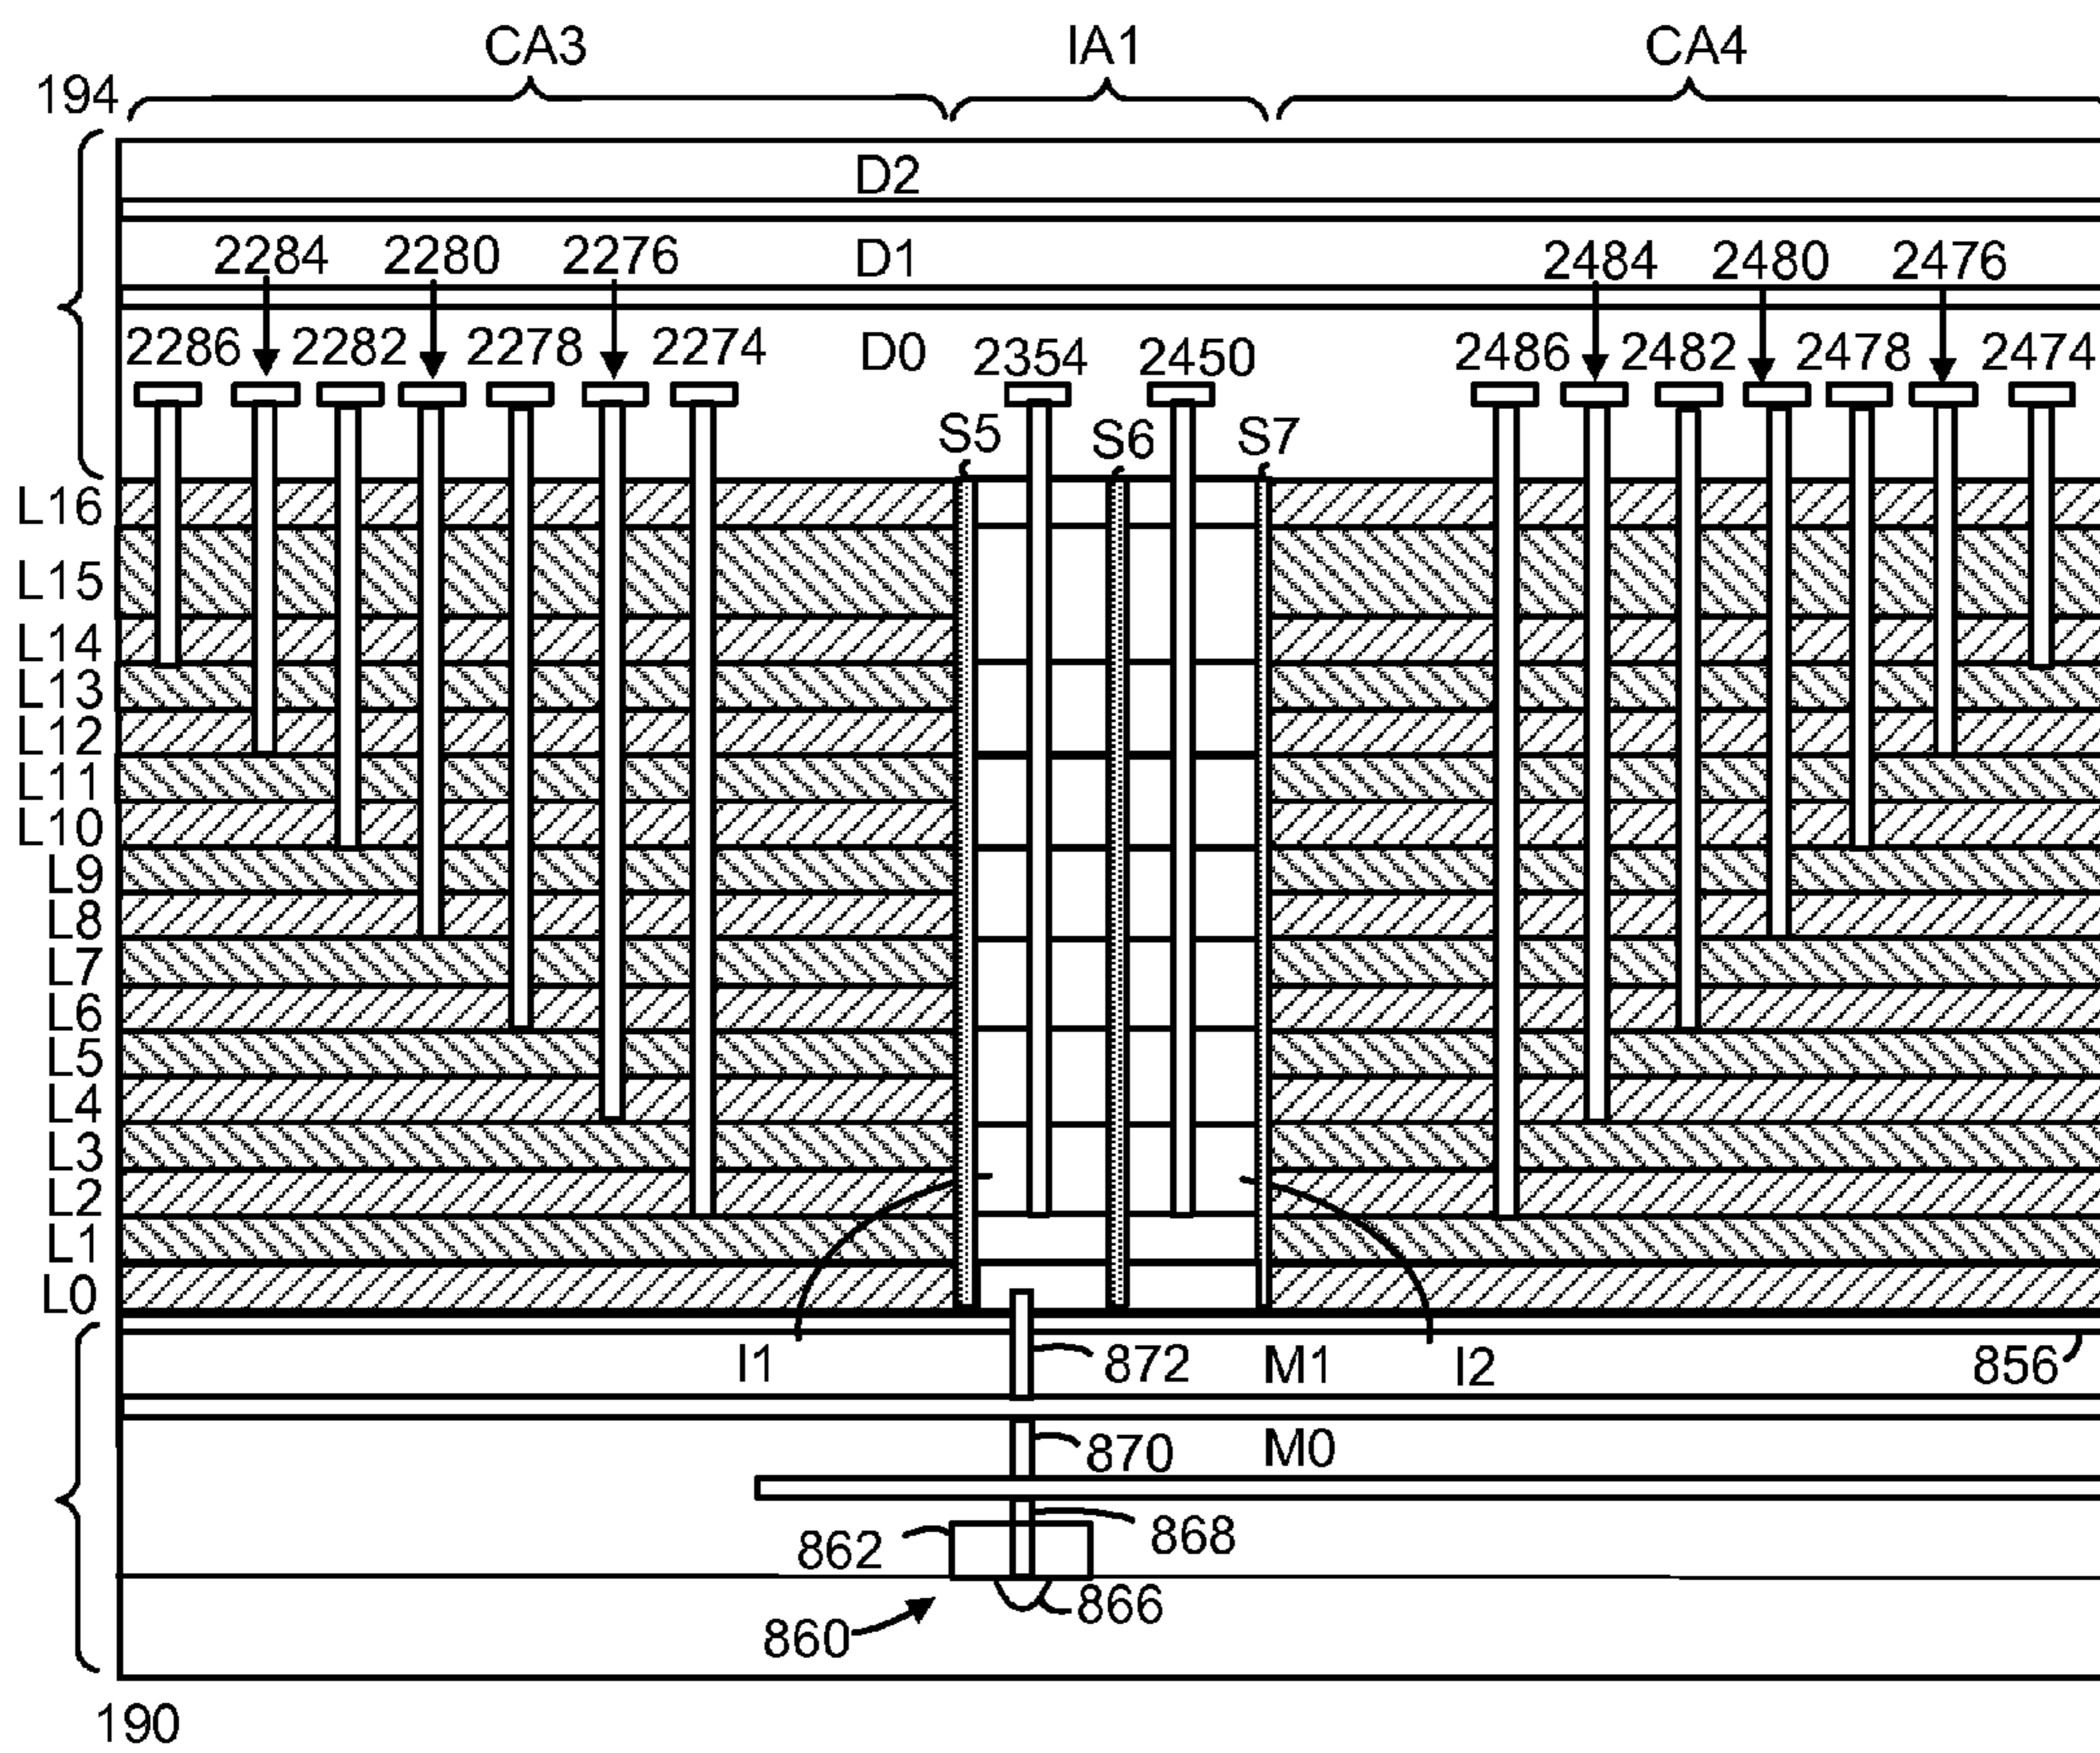 CA3 IA1 CA4
194
D2
2284 2280 2276 D1 2484 2480 2476
2286 2282 2278 2274 D0 2354 2450 2486 2482 2478 2474
S5 S6 S7
L16
L15
L14
L13
L12
L11
L10
L9
L8
L7
L6
L5
L4
L3
L2
L1
L0
I1 872 M1 I2 856
870 M0
862 868
860 866
190